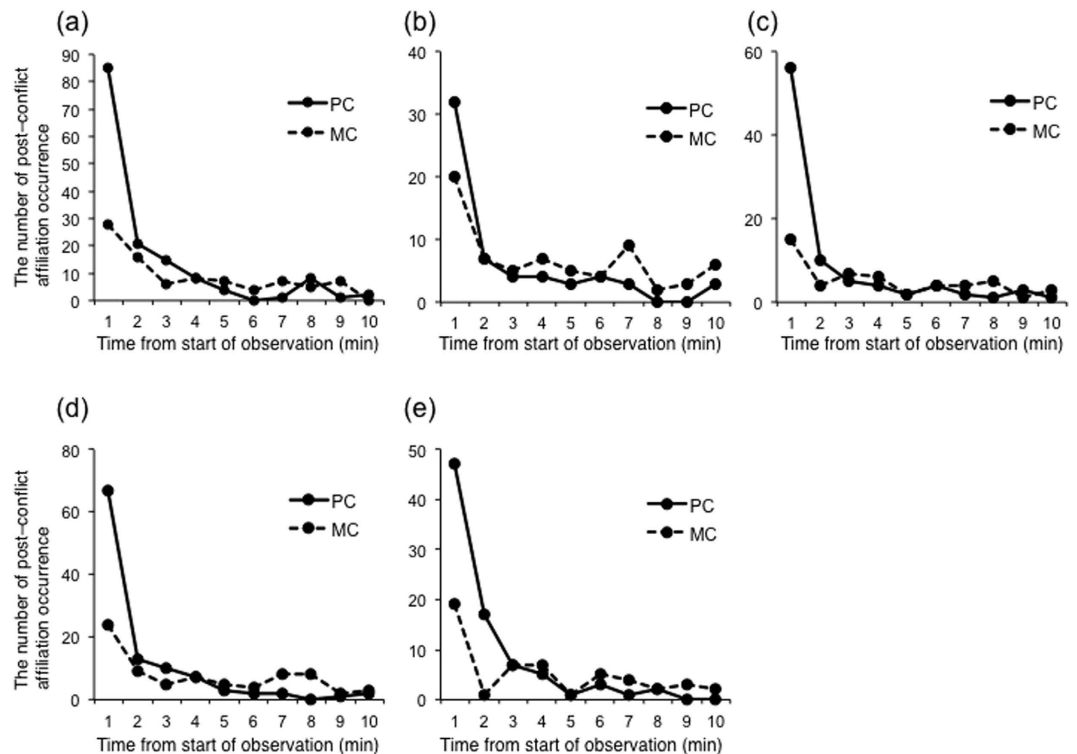 (a)
The number of post-conflict
affiliation occurrence
90
80
70
60
50
40
30
20
10
0
PC
MC
1 2 3 4 5 6 7 8 9 10
Time from start of observation (min)
(b)
40
30
20
10
0
PC
MC
1 2 3 4 5 6 7 8 9 10
Time from start of observation (min)
(c)
60
40
20
0
PC
MC
1 2 3 4 5 6 7 8 9 10
Time from start of observation (min)
(d)
The number of post-conflict
affiliation occurrence
80
60
40
20
0
PC
MC
1 2 3 4 5 6 7 8 9 10
Time from start of observation (min)
(e)
50
40
30
20
10
0
PC
MC
1 2 3 4 5 6 7 8 9 10
Time from start of observation (min)